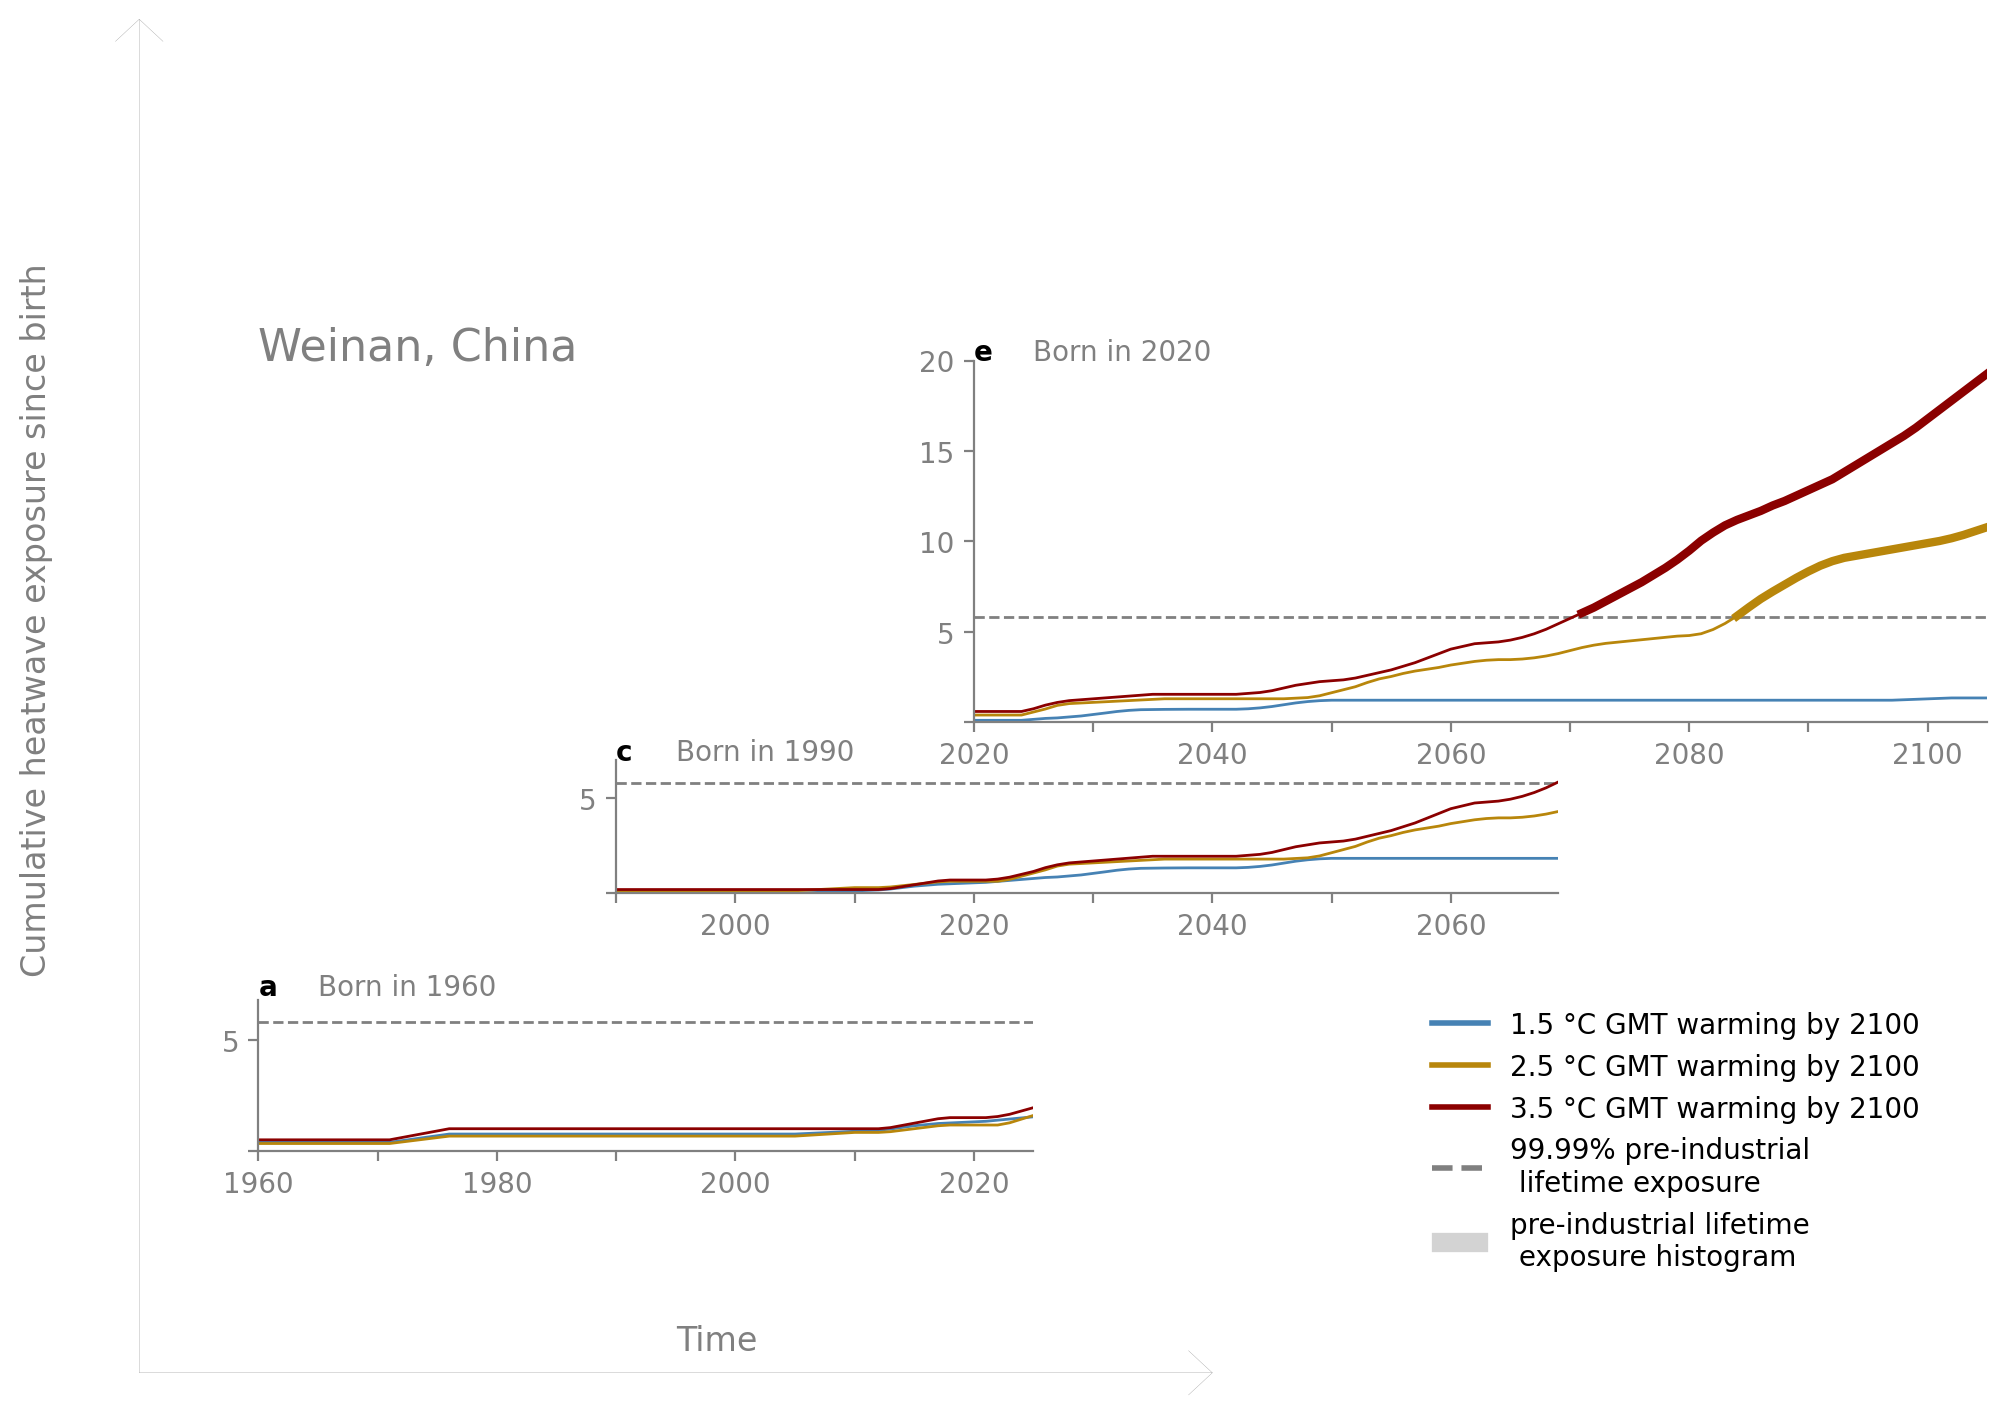 Cumulative heatwave exposure since birth
Weinan, China
e Born in 2020
20
15
10
5
2020 2040 2060 2080 2100
c Born in 1990
5
2000 2020 2040 2060
a Born in 1960
5
1960 1980 2000 2020
1.5 °C GMT warming by 2100
2.5 °C GMT warming by 2100
3.5 °C GMT warming by 2100
99.99% pre-industrial
lifetime exposure
pre-industrial lifetime
exposure histogram
Time